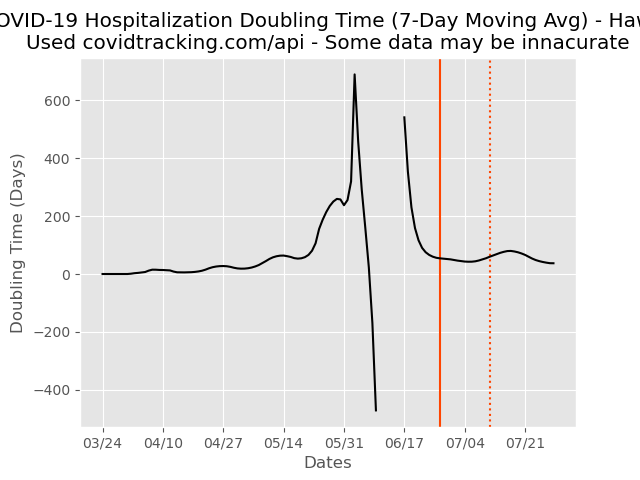 OVID-19 Hospitalization Doubling Time (7-Day Moving Avg) - Haw
Used covidtracking.com/api - Some data may be innacurate
Doubling Time (Days)
600
400
200
0
−200
−400
03/24 04/10 04/27 05/14 05/31 06/17 07/04 07/21
Dates